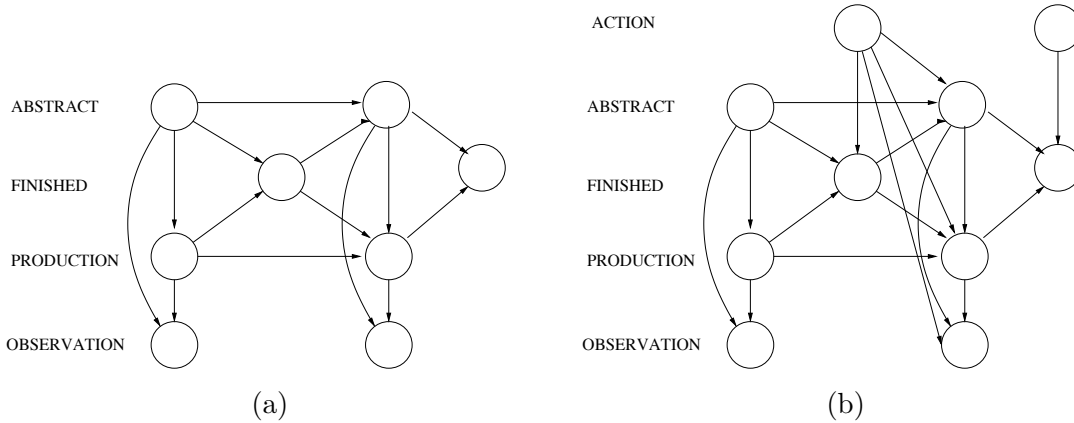 ABSTRACT
FINISHED
PRODUCTION
OBSERVATION
(a)
ACTION
ABSTRACT
FINISHED
PRODUCTION
OBSERVATION
(b)